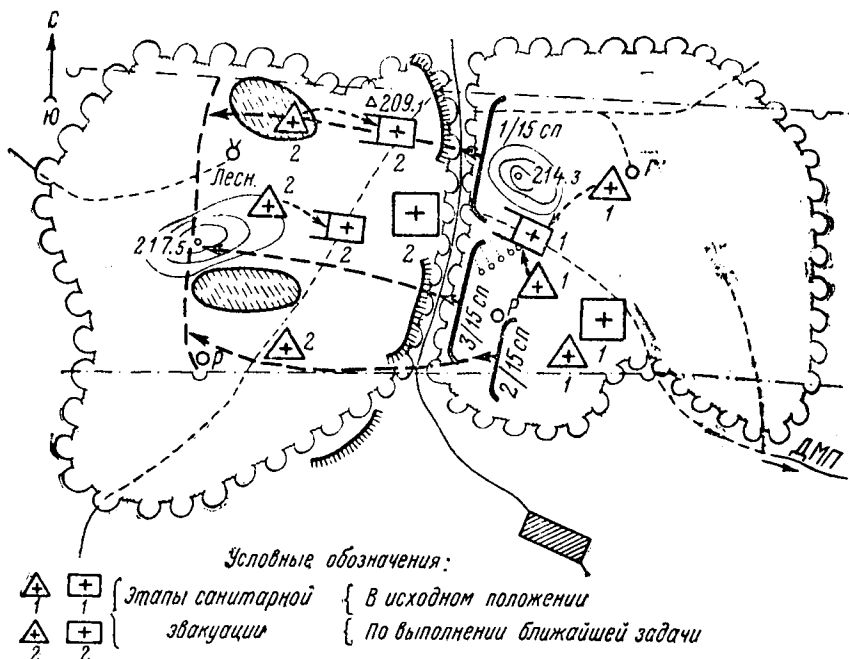 С
Ю
209.1
2
2
1/15 сп
214.3
1
Лесн.
2
2
2
1
217.5
1
3/15 сп
2/15 сп
р
1
1
2
р
ДМП
Условные обозначения:
1 1 Этапы санитарной В исходном положении
2 2 эвакуации По выполнении ближайшей задачи